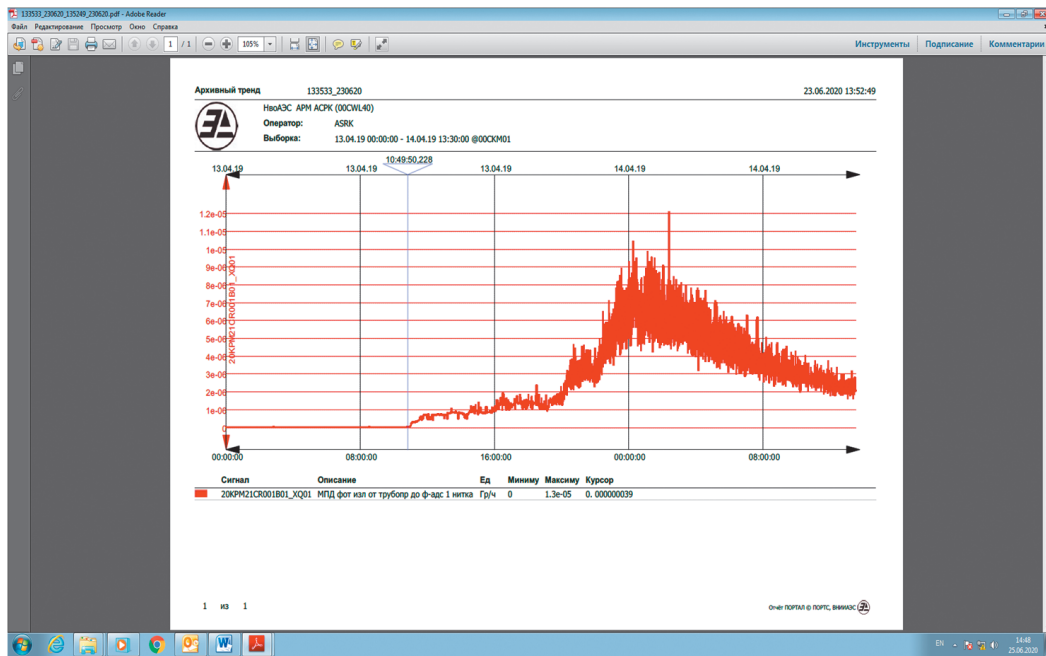 133533_230620_135249_230620.pdf - Adobe Reader
Файл Редактирование Просмотр Окно Справка
1 / 1 105% Инструменты Подписание Комментарии
Архивный тренд 133533_230620 23.06.2020 13:52:49
НвоАЭС АРМ АСРК (00CWL40)
Оператор: ASRK
Выборка: 13.04.19 00:00:00 - 14.04.19 13:30:00 @00CKM01
10:49:50,228
13.04.19 13.04.19 13.04.19 14.04.19 14.04.19
1.2e-05
1.1e-05
1e-05
9e-06
8e-06
7e-06
6e-06
5e-06
4e-06
3e-06
2e-06
1e-06
0
20KPM21CR001B01_XQ01
00:00:00 08:00:00 16:00:00 00:00:00 08:00:00
Сигнал Описание Ед Миниму Максиму Курсор
20KPM21CR001B01_XQ01 МПД фот изл от трубопр до ф-адс 1 нитка Гр/ч 0 1.3e-05 0. 000000039
1 из 1
Отчёт ПОРТАЛ © ПОРТС, ВНИИАЭС
EN 14:48
25.06.2020